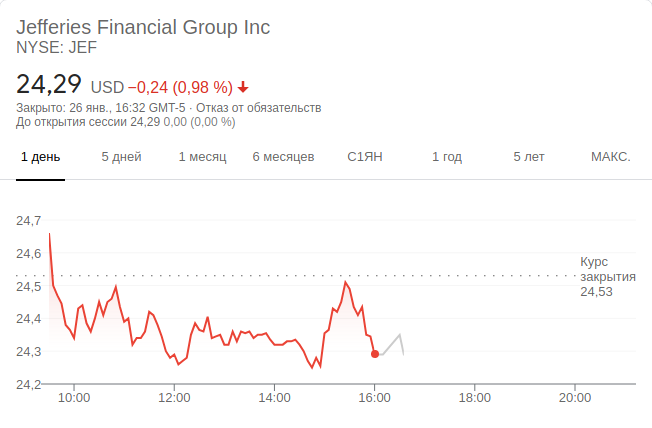 Jefferies Financial Group Inc
NYSE: JEF
24,29 USD −0,24 (0,98 %)
Закрыто: 26 янв., 16:32 GMT-5 · Отказ от обязательств
До открытия сессии 24,29 0,00 (0,00 %)
1 день 5 дней 1 месяц 6 месяцев С1ЯН 1 год 5 лет МАКС.
24,7
24,6
Курс
закрытия
24,53
24,5
24,4
24,3
24,2
10:00 12:00 14:00 16:00 18:00 20:00